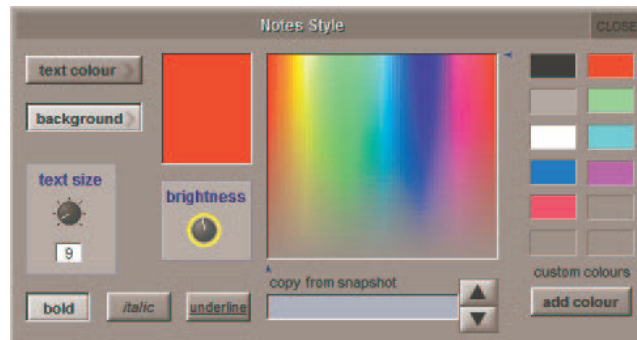 Notes Style
CLOSE
text colour
background
text size
9
brightness
copy from snapshot
custom colours
bold
italic
underline
add colour